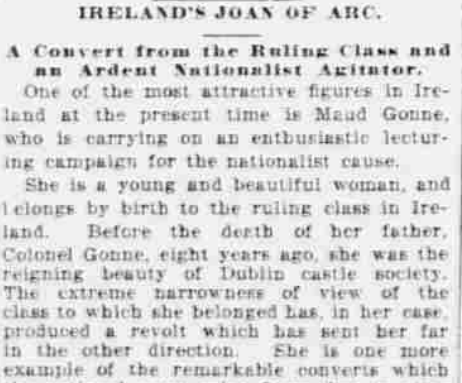 IRELAND'S JOAN OF ARC.
A Convert from the Ruling Class and
an Ardent Nationalist Agitator.
One of the most attractive figures in Ire-
land at the present time is Maud Gonne,
who is carrying on an enthusiastic lectur-
ing campaign for the nationalist cause.
She is a young and beautiful woman, and
belongs by birth to the ruling class in Ire-
land. Before the death of her father,
Colonel Gonne, eight years ago, she was the
reigning beauty of Dublin castle society.
The extreme narrowness of view of the
class to which she belonged has, in her case,
produced a revolt which has sent her far
in the other direction. She is one more
example of the remarkable converts which